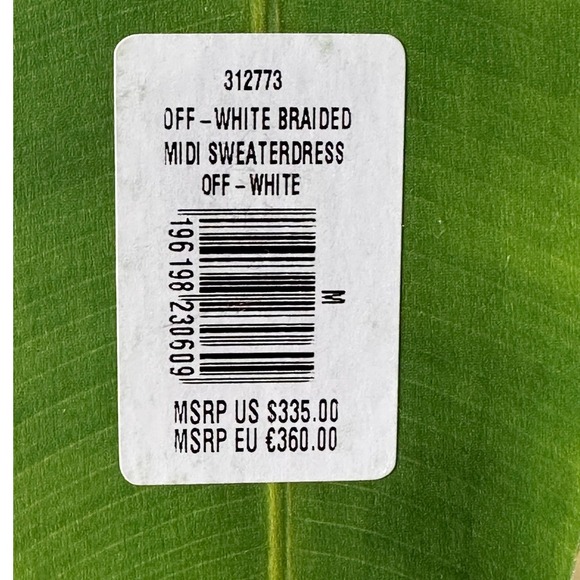 312773
OFF-WHITE BRAIDED
MIDI SWEATERDRESS
OFF-WHITE
196198230609
M
MSRP US $335.00
MSRP EU €360.00